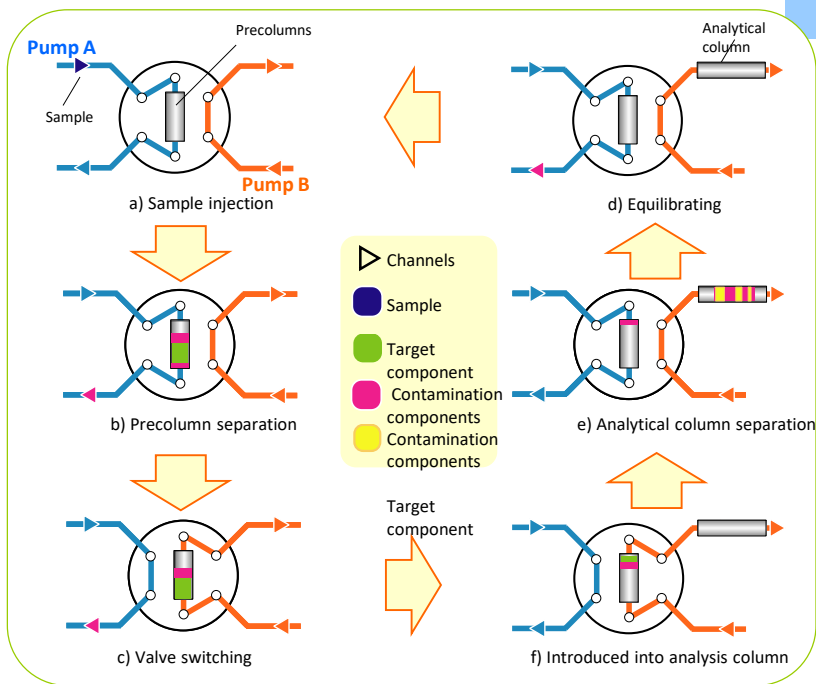 Precolumns
Pump A
Sample
Pump B
a) Sample injection
Analytical
column
d) Equilibrating
Channels
Sample
Target
component
Contamination
components
Contamination
components
b) Precolumn separation
e) Analytical column separation
Target
component
c) Valve switching
f) Introduced into analysis column